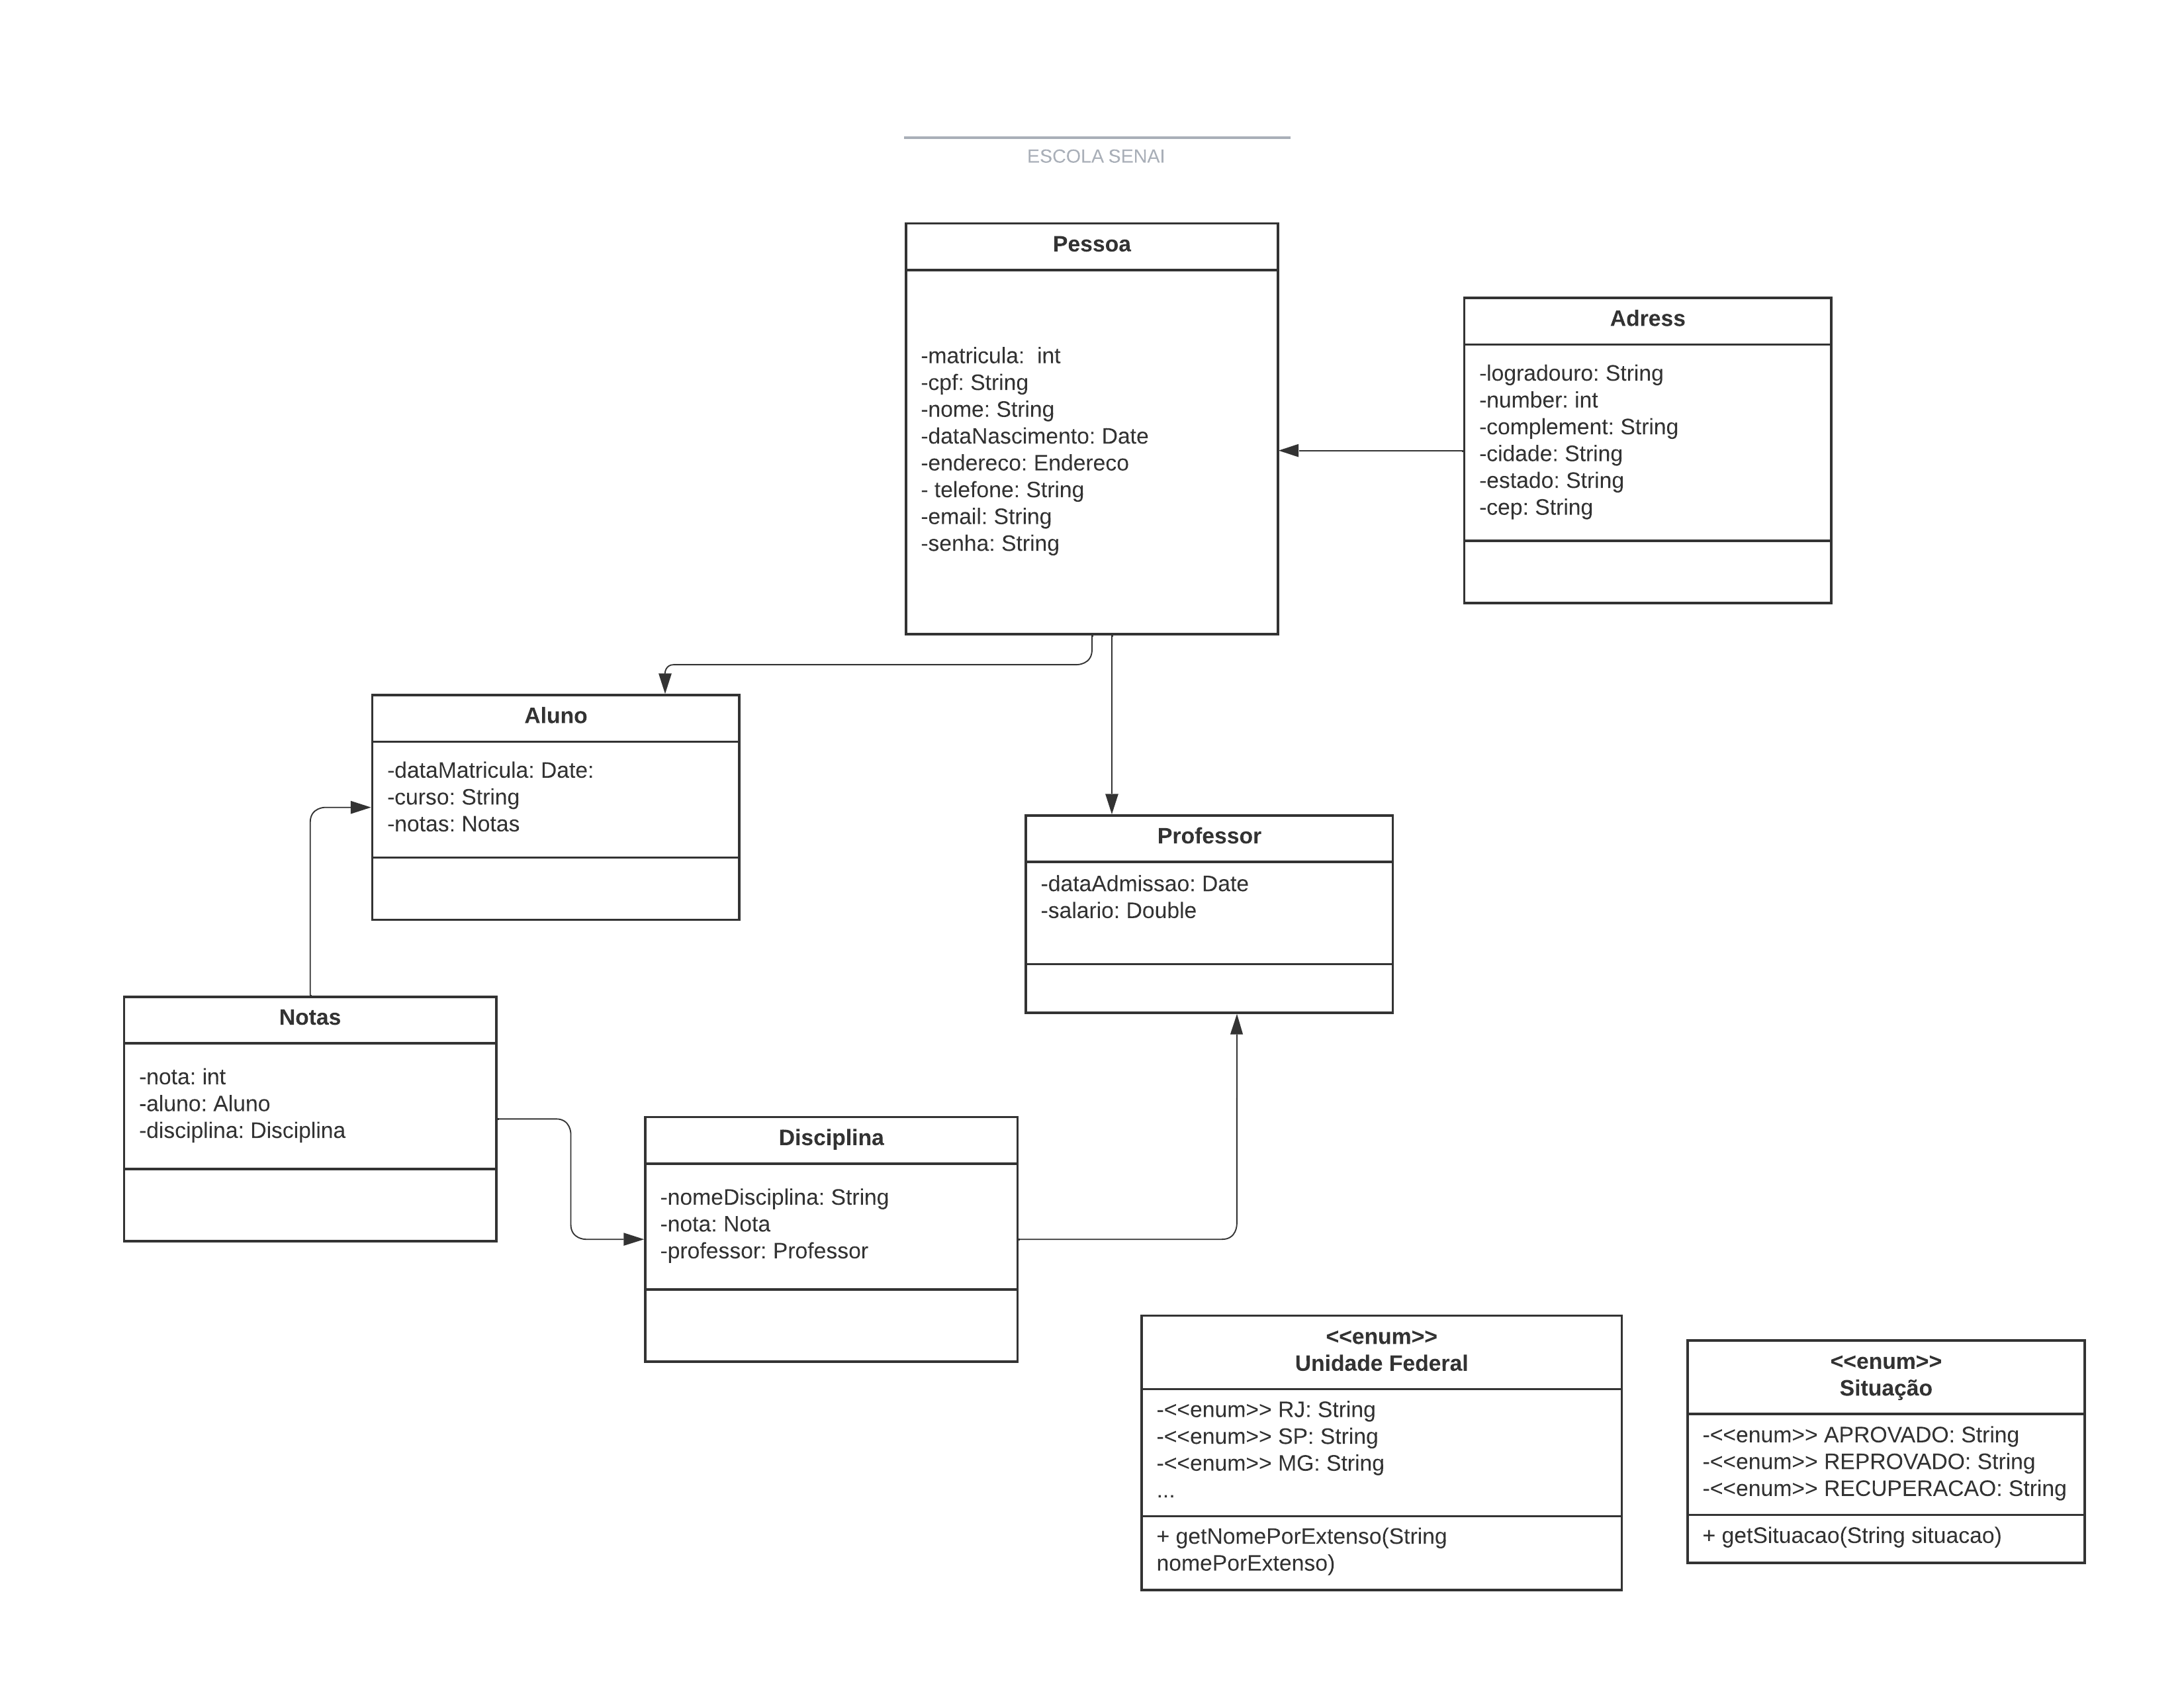 ESCOLA SENAI
Pessoa
-matricula:  int
-cpf: String
-nome: String
-dataNascimento: Date
-endereco: Endereco
- telefone: String
-email: String
-senha: String
Adress
-logradouro: String
-number: int
-complement: String
-cidade: String
-estado: String
-cep: String
Aluno
-dataMatricula: Date:
-curso: String
-notas: Notas
Professor
-dataAdmissao: Date
-salario: Double
Notas
-nota: int
-aluno: Aluno
-disciplina: Disciplina
Disciplina
-nomeDisciplina: String
-nota: Nota
-professor: Professor
<<enum>>
Unidade Federal
-<<enum>> RJ: String
-<<enum>> SP: String
-<<enum>> MG: String
...
+ getNomePorExtenso(String
nomePorExtenso)
<<enum>>
Situação
-<<enum>> APROVADO: String
-<<enum>> REPROVADO: String
-<<enum>> RECUPERACAO: String
+ getSituacao(String situacao)